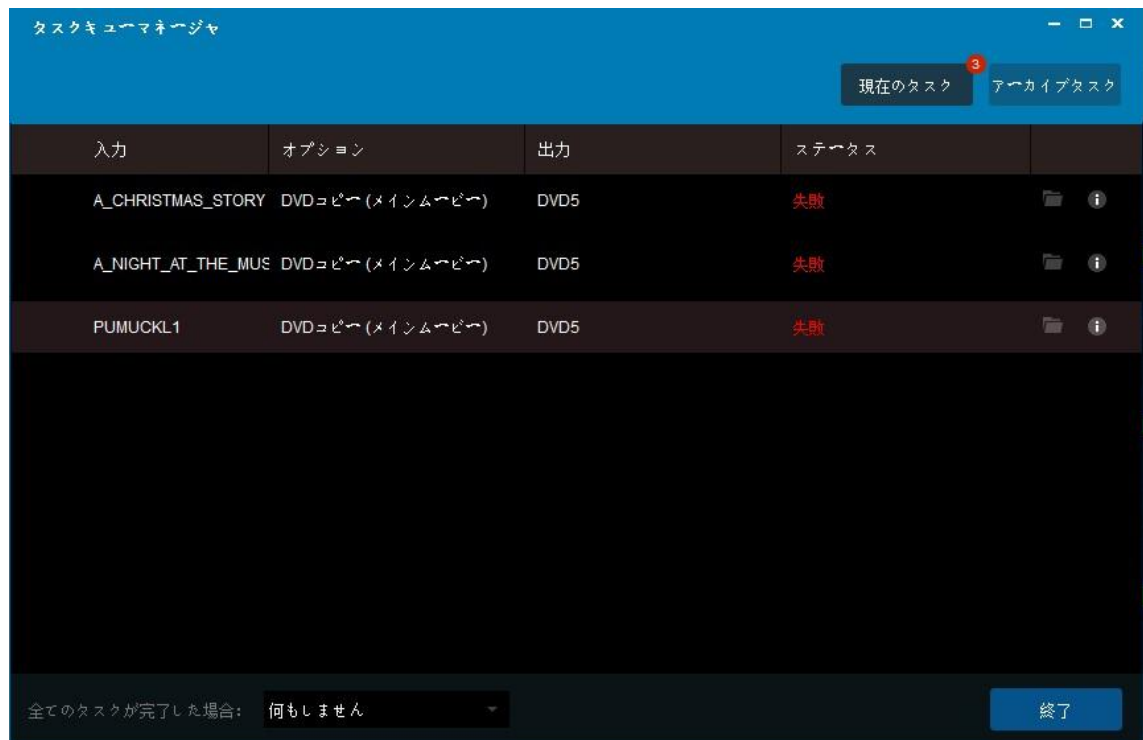 タスクキューマネージャ
現在のタスク 3 アーカイブタスク
入力 オプション 出力 ステータス
A_CHRISTMAS_STORY DVDコピー(メインムービー) DVD5 失敗
A_NIGHT_AT_THE_MUS DVDコピー(メインムービー) DVD5 失敗
PUMUCKL1 DVDコピー(メインムービー) DVD5 失敗
全てのタスクが完了した場合: 何もしません 終了